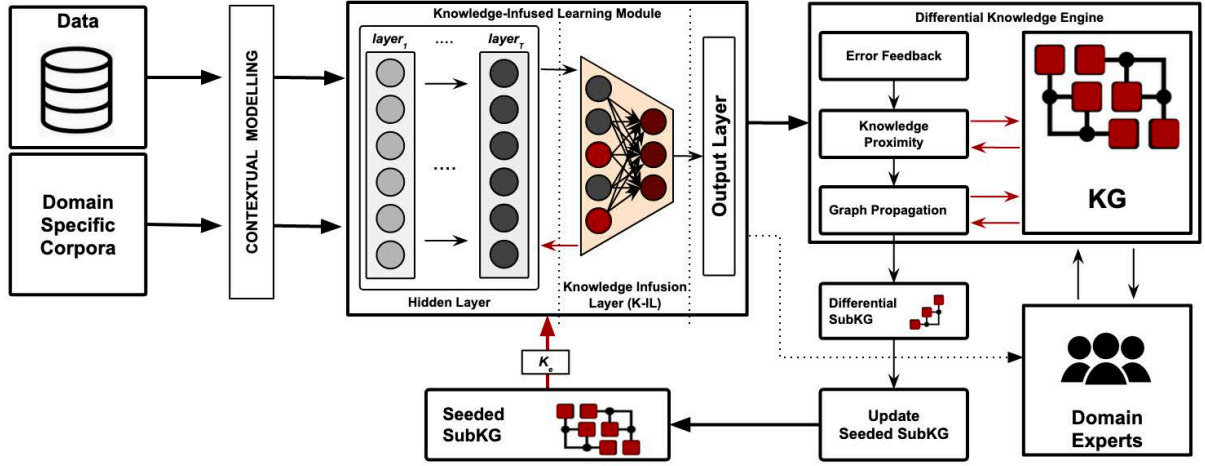 Data
Domain
Specific
Corpora
CONTEXTUAL MODELLING
Knowledge-Infused Learning Module
layer1
....
layerT
....
Hidden Layer
Knowledge Infusion
Layer (K-IL)
Output Layer
Differential Knowledge Engine
Error Feedback
Knowledge
Proximity
Graph Propagation
KG
Differential
SubKG
Ke
Seeded
SubKG
Update
Seeded SubKG
Domain
Experts